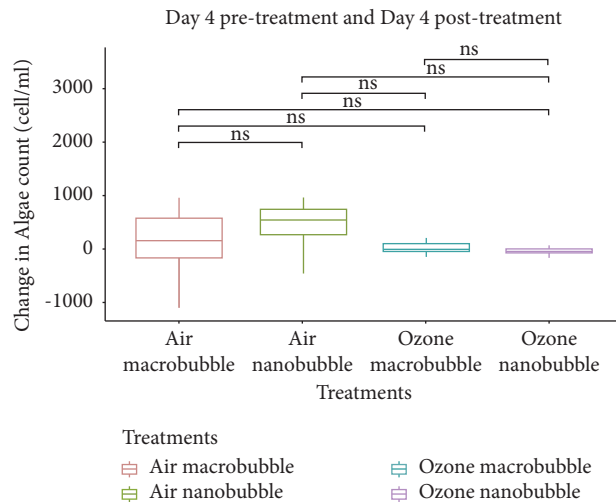 Day 4 pre-treatment and Day 4 post-treatment
Change in Algae count (cell/ml)
3000
2000
1000
0
-1000
ns
ns
ns
ns
ns
ns
Air
macrobubble
Air
nanobubble
Ozone
macrobubble
Ozone
nanobubble
Treatments
Treatments
Air macrobubble
Air nanobubble
Ozone macrobubble
Ozone nanobubble